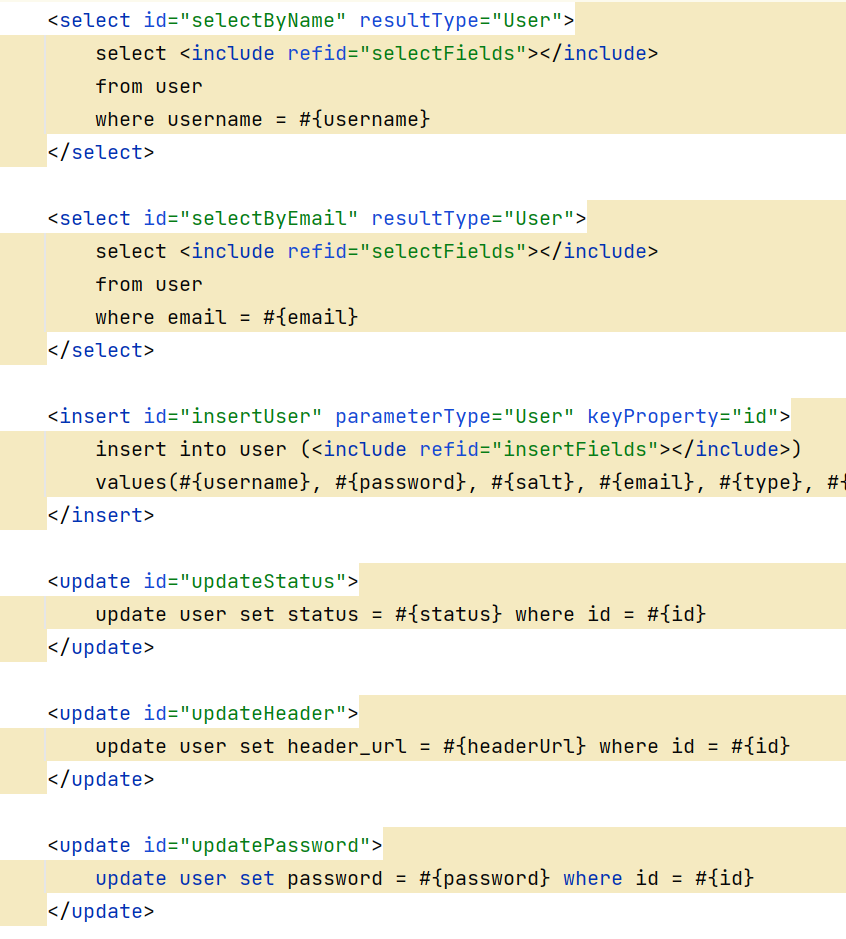 <select id="selectByName" resultType="User">
select <include refid="selectFields"></include>
from user
where username = #{username}
</select>
<select id="selectByEmail" resultType="User">
select <include refid="selectFields"></include>
from user
where email = #{email}
</select>
<insert id="insertUser" parameterType="User" keyProperty="id">
insert into user (<include refid="insertFields"></include>)
values(#{username}, #{password}, #{salt}, #{email}, #{type}, #{
</insert>
<update id="updateStatus">
update user set status = #{status} where id = #{id}
</update>
<update id="updateHeader">
update user set header_url = #{headerUrl} where id = #{id}
</update>
<update id="updatePassword">
update user set password = #{password} where id = #{id}
</update>